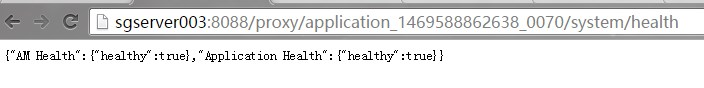 sgserver003:8088/proxy/application_1469588862638_0070/system/health
{"AM Health":{"healthy":true},"Application Health":{"healthy":true}}